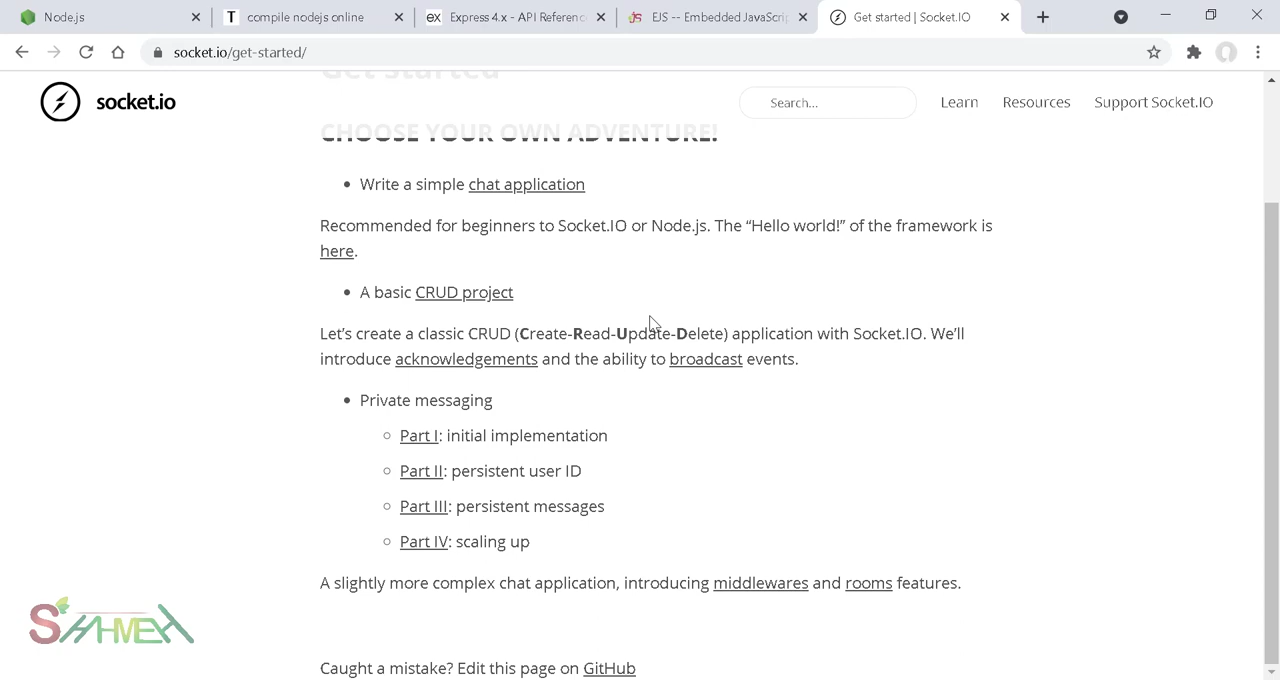 Node.js
compile nodejs online
Express 4.x - API Referenc
EJS -- Embedded JavaScrip
Get started | Socket.IO
socket.io/get-started/
Get started
socket.io
Search...
Learn
Resources
Support Socket.IO
CHOOSE YOUR OWN ADVENTURE!
• Write a simple chat application
Recommended for beginners to Socket.IO or Node.js. The “Hello world!” of the framework is
here.
• A basic CRUD project
Let’s create a classic CRUD (Create-Read-Update-Delete) application with Socket.IO. We’ll
introduce acknowledgements and the ability to broadcast events.
• Private messaging
◦ Part I: initial implementation
◦ Part II: persistent user ID
◦ Part III: persistent messages
◦ Part IV: scaling up
A slightly more complex chat application, introducing middlewares and rooms features.
Caught a mistake? Edit this page on GitHub